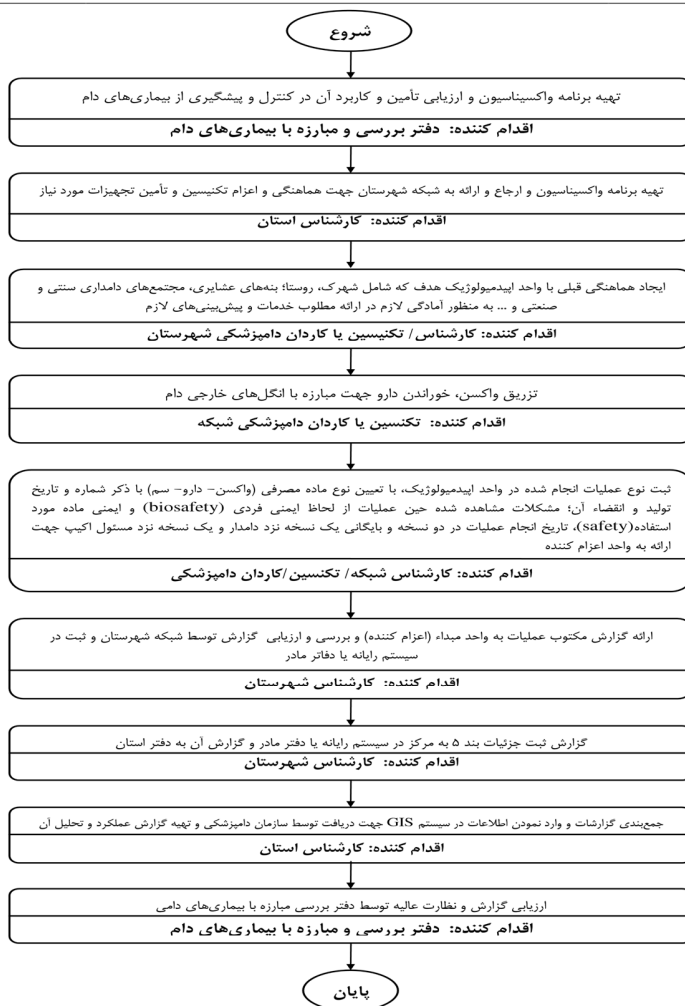 شروع
تهیه برنامه واکسیناسیون و ارزیابی تأمین و کاربرد آن در کنترل و پیشگیری از بیماری‌های دام
اقدام کننده: دفتر بررسی و مبارزه با بیماری‌های دام
تهیه برنامه واکسیناسیون و ارجاع و ارائه به شبکه شهرستان جهت هماهنگی و اعزام تکنیسین و تأمین تجهیزات مورد نیاز
اقدام کننده: کارشناس استان
ایجاد هماهنگی قبلی با واحد اپیدمیولوژیک هدف که شامل شهرک، روستا؛ بنه‌های عشایری، مجتمع‌های دامداری سنتی و
صنعتی و ... به منظور آمادگی لازم در ارائه مطلوب خدمات و پیش‌بینی‌های لازم
اقدام کننده: کارشناس/ تکنیسین یا کاردان دامپزشکی شهرستان
تزریق واکسن، خوراندن دارو جهت مبارزه با انگل‌های خارجی دام
اقدام کننده: تکنسین یا کاردان دامپزشکی شبکه
ثبت نوع عملیات انجام شده در واحد اپیدمیولوژیک، با تعیین نوع ماده مصرفی (واکسن- دارو- سم) با ذکر شماره و تاریخ
تولید و انقضاء آن؛ مشکلات مشاهده شده حین عملیات از لحاظ ایمنی فردی (biosafety) و ایمنی ماده مورد
استفاده(safety)، تاریخ انجام عملیات در دو نسخه و بایگانی یک نسخه نزد دامدار و یک نسخه نزد مسئول اکیپ جهت
ارائه به واحد اعزام کننده
اقدام کننده: کارشناس شبکه/ تکنسین/کاردان دامپزشکی
ارائه گزارش مکتوب عملیات به واحد مبداء (اعزام کننده) و بررسی و ارزیابی گزارش توسط شبکه شهرستان و ثبت در
سیستم رایانه یا دفاتر مادر
اقدام کننده: کارشناس شهرستان
گزارش ثبت جزئیات بند ۵ به مرکز در سیستم رایانه یا دفتر مادر و گزارش آن به دفتر استان
اقدام کننده: کارشناس شهرستان
جمع‌بندی گزارشات و وارد نمودن اطلاعات در سیستم GIS جهت دریافت توسط سازمان دامپزشکی و تهیه گزارش عملکرد و تحلیل آن
اقدام کننده: کارشناس استان
ارزیابی گزارش و نظارت عالیه توسط دفتر بررسی مبارزه با بیماری‌های دامی
اقدام کننده: دفتر بررسی و مبارزه با بیماری‌های دام
پایان